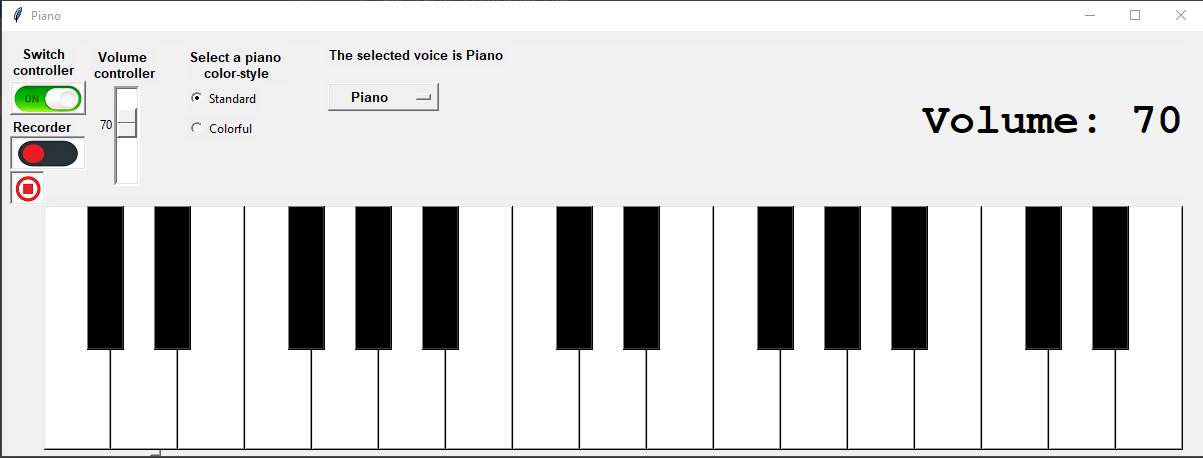 Piano
Switch
controller
ON
Recorder
Volume
controller
70
Select a piano
color-style
Standard
Colorful
The selected voice is Piano
Piano
Volume: 70